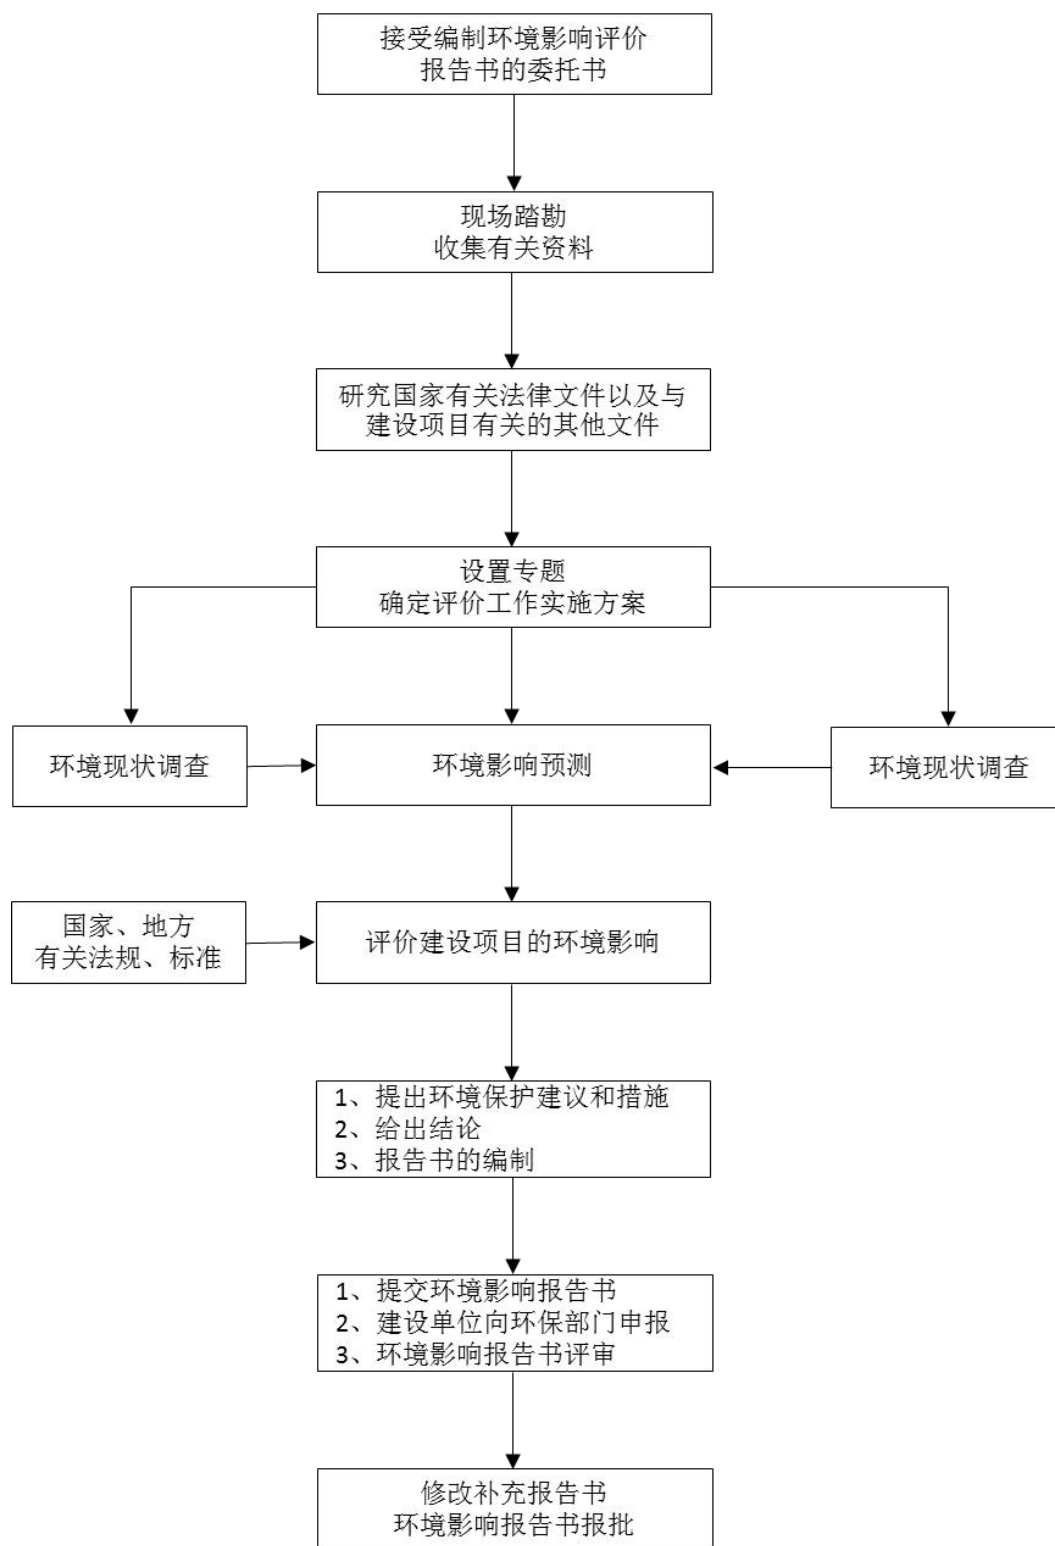 接受编制环境影响评价
报告书的委托书
现场踏勘
收集有关资料
研究国家有关法律文件以及与
建设项目有关的其他文件
设置专题
确定评价工作实施方案
环境现状调查
环境影响预测
环境现状调查
国家、地方
有关法规、标准
评价建设项目的环境影响
1、提出环境保护建议和措施
2、给出结论
3、报告书的编制
1、提交环境影响报告书
2、建设单位向环保部门申报
3、环境影响报告书评审
修改补充报告书
环境影响报告书报批